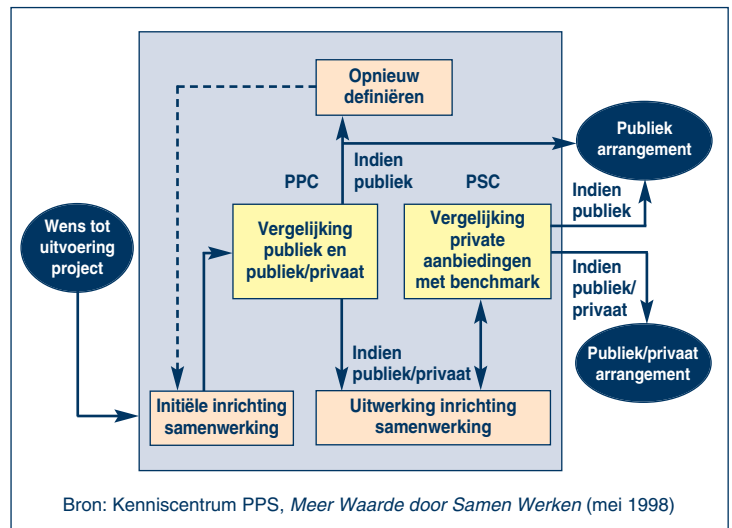 Opnieuw
definiëren
Publiek
arrangement
Indien
publiek
PPC
PSC
Indien
publiek
Wens tot
uitvoering
project
Vergelijking
publiek en
publiek/privaat
Vergelijking
private
aanbiedingen
met benchmark
Indien
publiek/
privaat
Indien
publiek/privaat
Publiek/privaat
arrangement
Initiële inrichting
samenwerking
Uitwerking inrichting
samenwerking
Bron: Kenniscentrum PPS, Meer Waarde door Samen Werken (mei 1998)